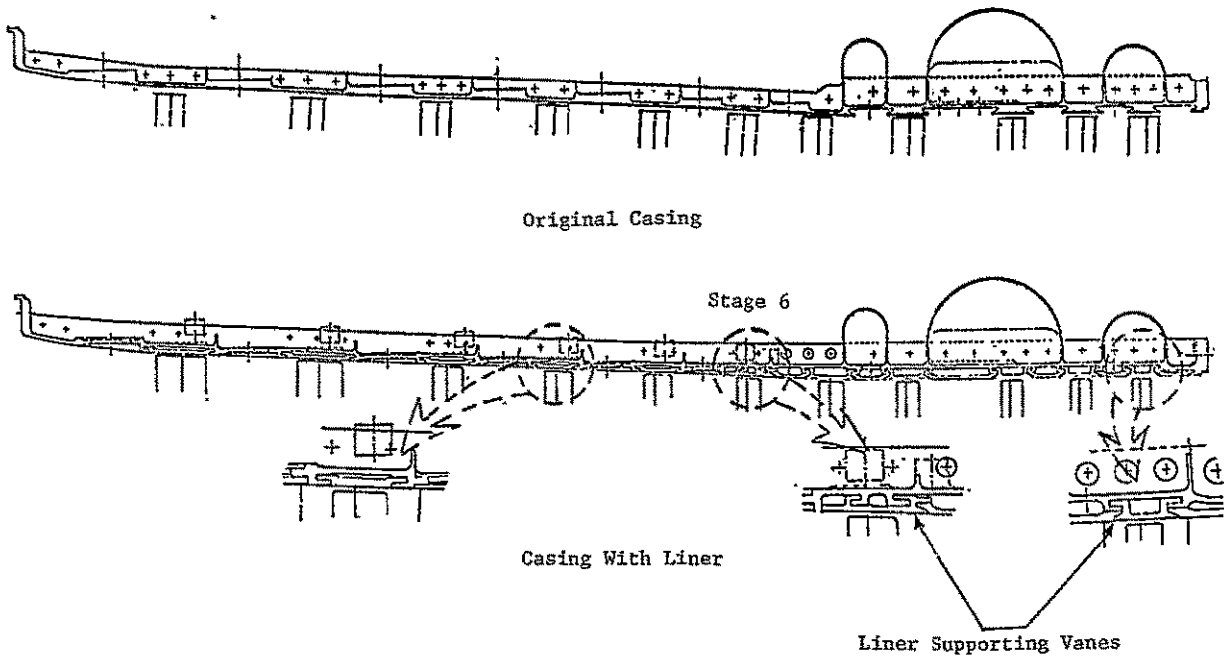 Original Casing
Stage 6
Casing With Liner
Liner Supporting Vanes